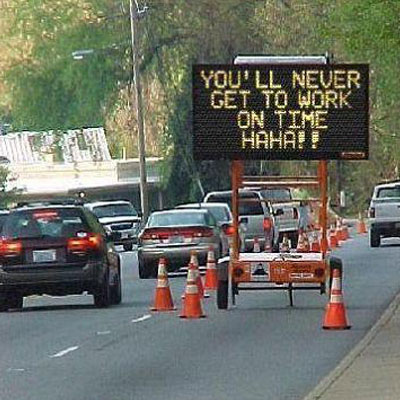 YOU'LL NEVER
GET TO WORK
ON TIME
HAHA!!